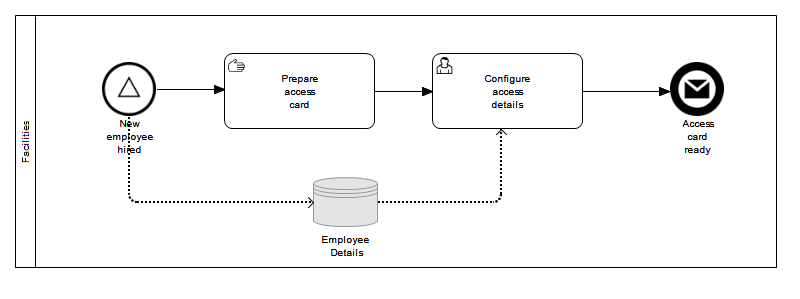 Facilities
New
employee
hired
Prepare
access
card
Configure
access
details
Access
card
ready
Employee
Details